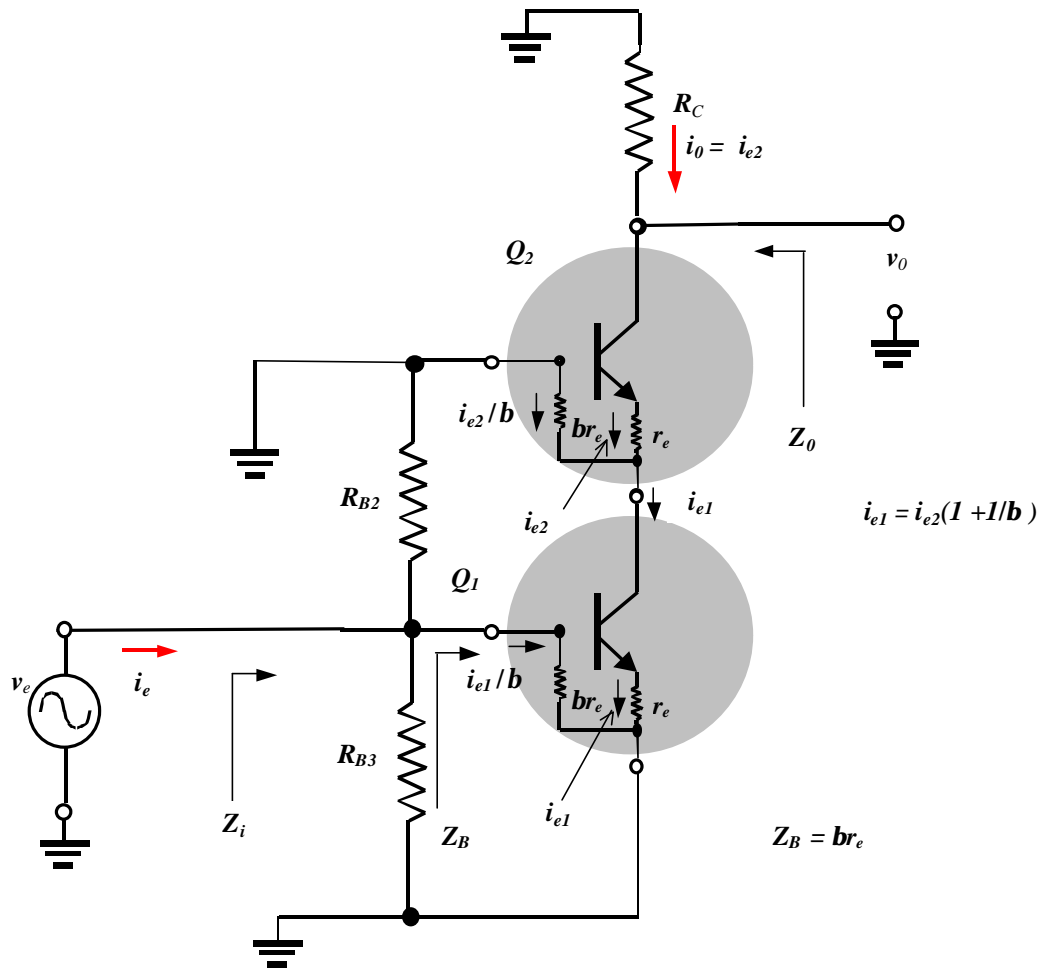 R_C
i_0 = i_e2
Q_2
v_0
i_e2 / b
br_e
r_e
Z_0
R_B2
i_e2
i_e1
i_e1 = i_e2(1 +1/b )
Q_1
v_e
i_e
i_e1/b
br_e
r_e
R_B3
Z_i
Z_B
i_e1
Z_B = br_e